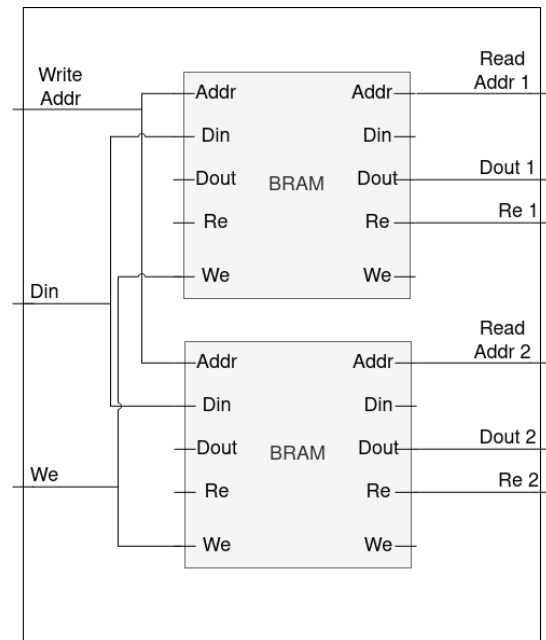 Write
Addr
Din
We
Addr
Din
Dout
Re
We
BRAM
Addr
Din
Dout
Re
We
Read
Addr 1
Dout 1
Re 1
Addr
Din
Dout
Re
We
BRAM
Addr
Din
Dout
Re
We
Read
Addr 2
Dout 2
Re 2